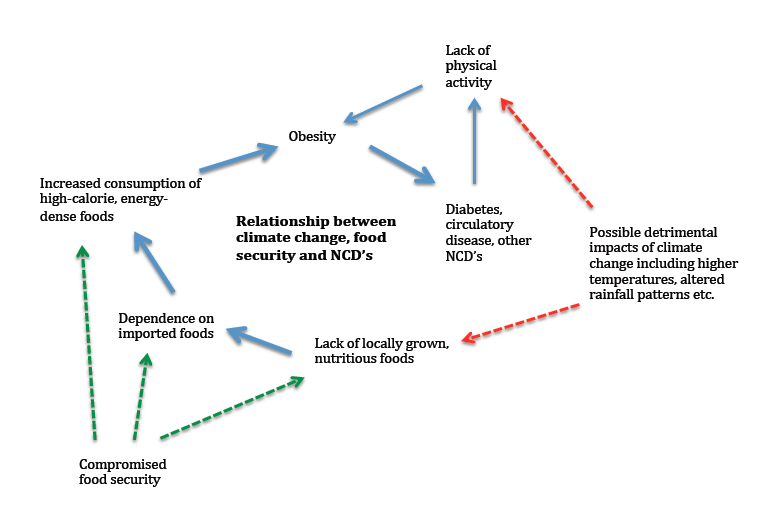 Lack of
physical
activity
Obesity
Increased consumption of
high-calorie, energy-
dense foods
Relationship between
climate change, food
security and NCD's
Diabetes,
circulatory
disease, other
NCD's
Possible detrimental
impacts of climate
change including higher
temperatures, altered
rainfall patterns etc.
Dependence on
imported foods
Lack of locally grown,
nutritious foods
Compromised
food security